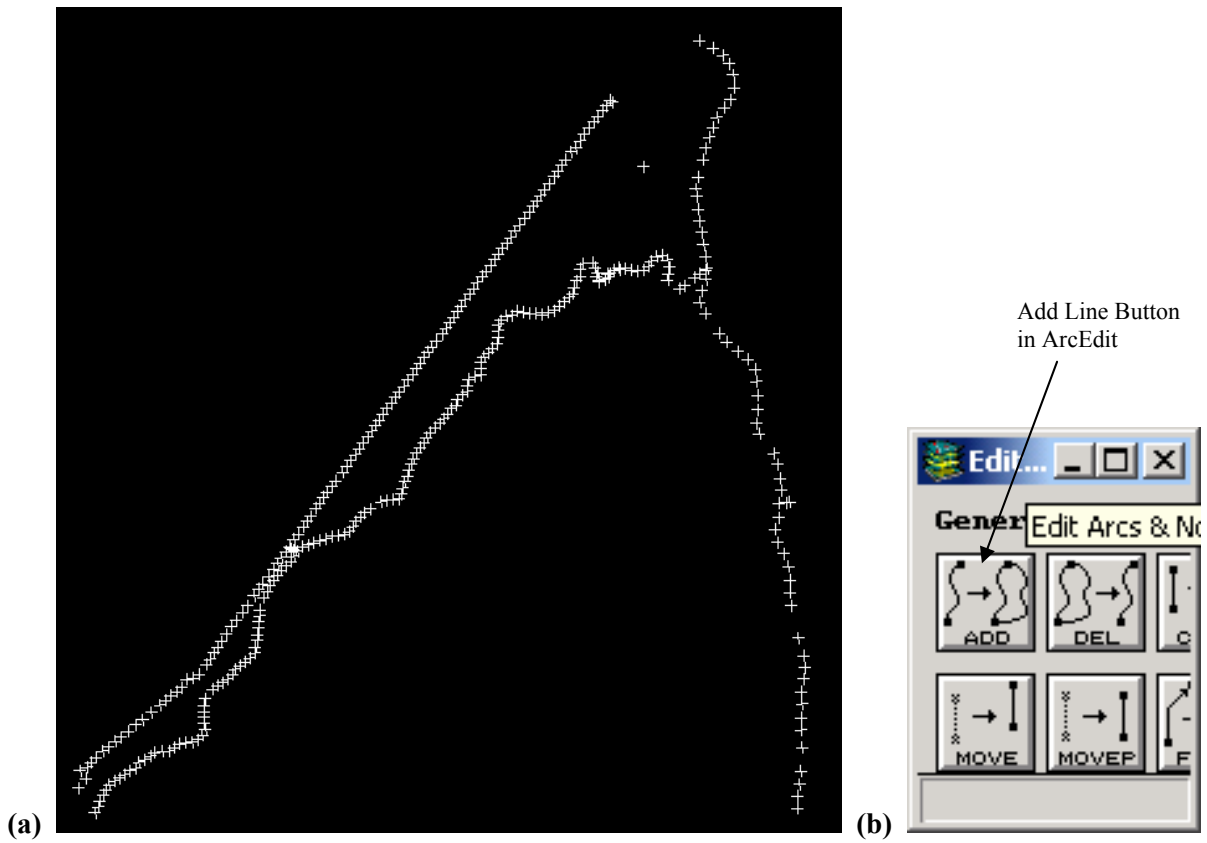 Add Line Button
in ArcEdit
Edit...
Gener
Edit Arcs & No
ADD
DEL
C
MOVE
MOVEP
F
(a)
(b)